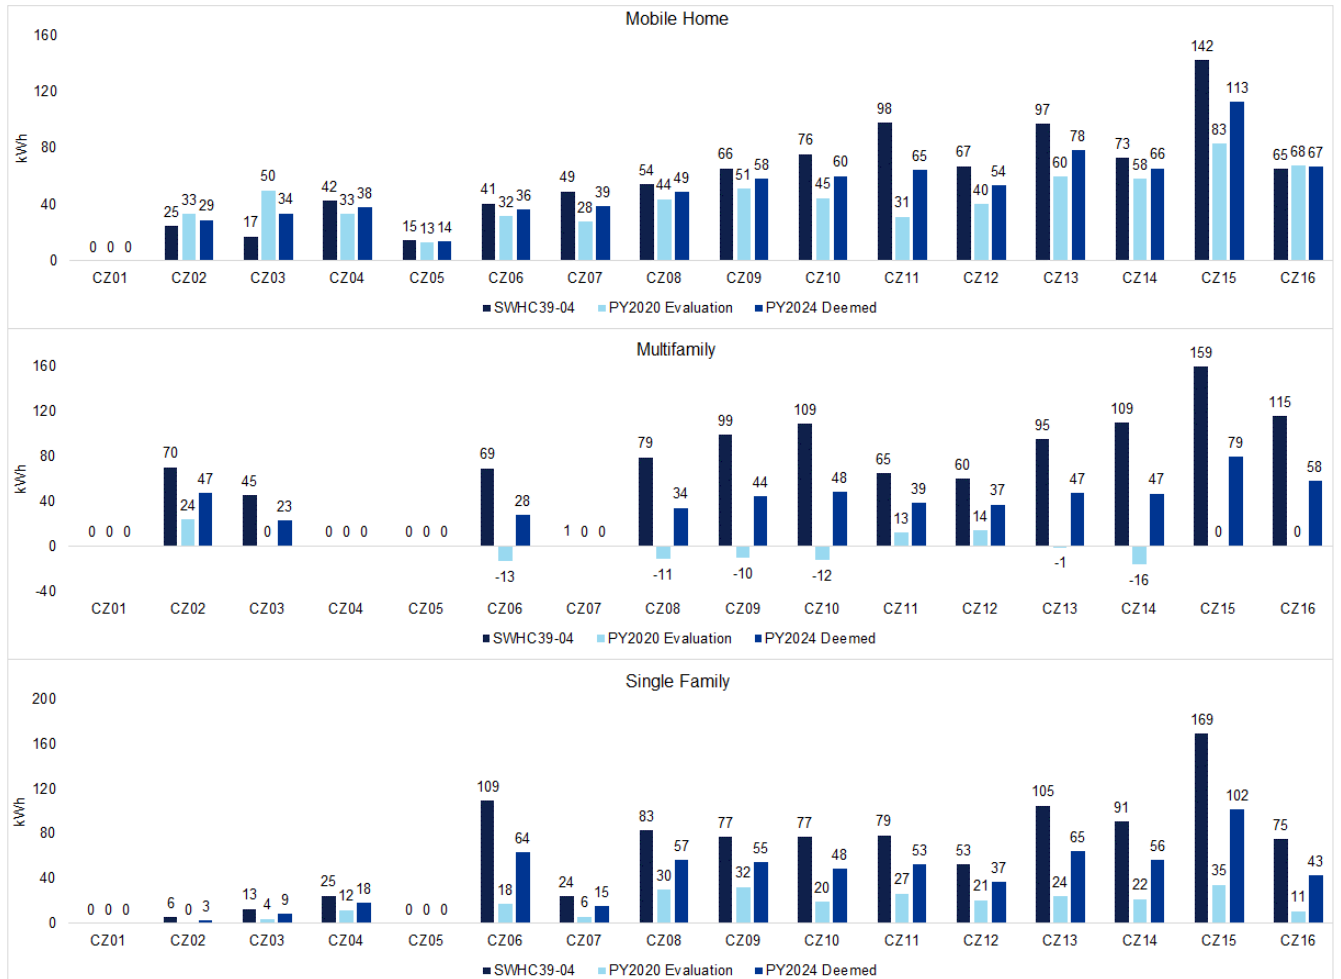 Mobile Home
160
120
80
40
0
kWh
0 0 0
25 33 29
17 50 34
42 33 38
15 13 14
41 32 36
49 28 39
54 44 49
66 51 58
76 45 60
98 31 65
67 40 54
97 60 78
73 58 66
142 83 113
65 68 67
CZ01 CZ02 CZ03 CZ04 CZ05 CZ06 CZ07 CZ08 CZ09 CZ10 CZ11 CZ12 CZ13 CZ14 CZ15 CZ16
SWHC39-04 PY2020 Evaluation PY2024 Deemed
Multifamily
160
120
80
40
0
-40
kWh
0 0 0
70 24 47
45 0 23
0 0 0
0 0 0
69 -13 28
1 0 0
79 -11 34
99 -10 44
109 -12 48
65 13 39
60 14 37
95 -1 47
109 -16 47
159 0 79
115 0 58
CZ01 CZ02 CZ03 CZ04 CZ05 CZ06 CZ07 CZ08 CZ09 CZ10 CZ11 CZ12 CZ13 CZ14 CZ15 CZ16
SWHC39-04 PY2020 Evaluation PY2024 Deemed
Single Family
200
160
120
80
40
0
kWh
0 0 0
6 0 3
13 4 9
25 12 18
0 0 0
109 18 64
24 6 15
83 30 57
77 32 55
77 20 48
79 27 53
53 21 37
105 24 65
91 22 56
169 35 102
75 11 43
CZ01 CZ02 CZ03 CZ04 CZ05 CZ06 CZ07 CZ08 CZ09 CZ10 CZ11 CZ12 CZ13 CZ14 CZ15 CZ16
SWHC39-04 PY2020 Evaluation PY2024 Deemed